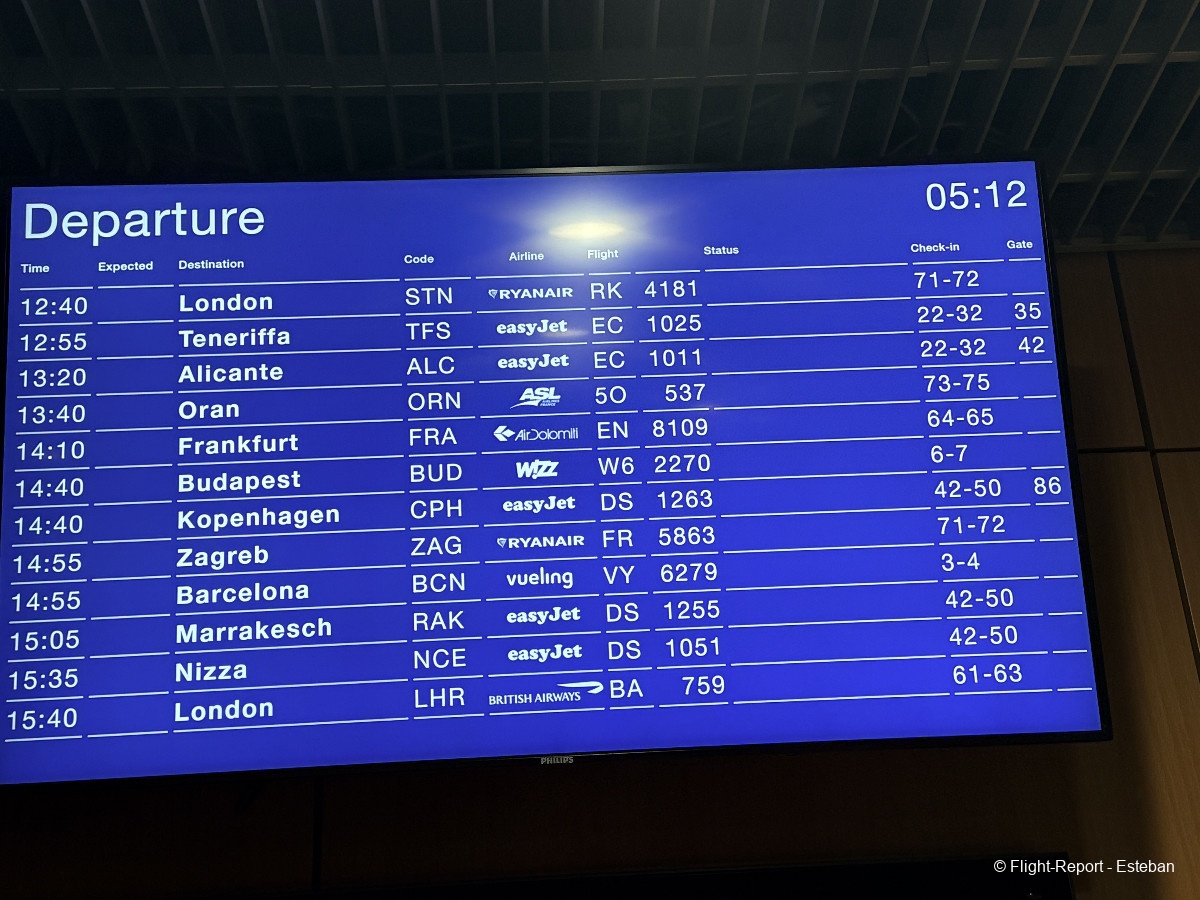 Departure 05:12
Time Expected Destination Code Airline Flight Status Check-in Gate
12:40 London STN RYANAIR RK 4181 71-72
12:55 Teneriffa TFS easyJet EC 1025 22-32 35
13:20 Alicante ALC easyJet EC 1011 22-32 42
13:40 Oran ORN ASL AIRLINES FRANCE 5O 537 73-75
14:10 Frankfurt FRA AirDolomiti EN 8109 64-65
14:40 Budapest BUD WIZZ W6 2270 6-7
14:40 Kopenhagen CPH easyJet DS 1263 42-50 86
14:55 Zagreb ZAG RYANAIR FR 5863 71-72
14:55 Barcelona BCN vueling VY 6279 3-4
15:05 Marrakesch RAK easyJet DS 1255 42-50
15:35 Nizza NCE easyJet DS 1051 42-50
15:40 London LHR BRITISH AIRWAYS BA 759 61-63
PHILIPS
© Flight-Report - Esteban